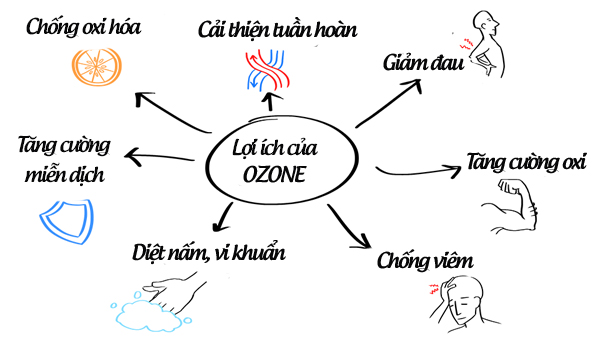 Chống oxi hóa
Cải thiện tuần hoàn
Giảm đau
Tăng cường
miễn dịch
Lợi ích của
OZONE
Tăng cường oxi
Diệt nấm, vi khuẩn
Chống viêm